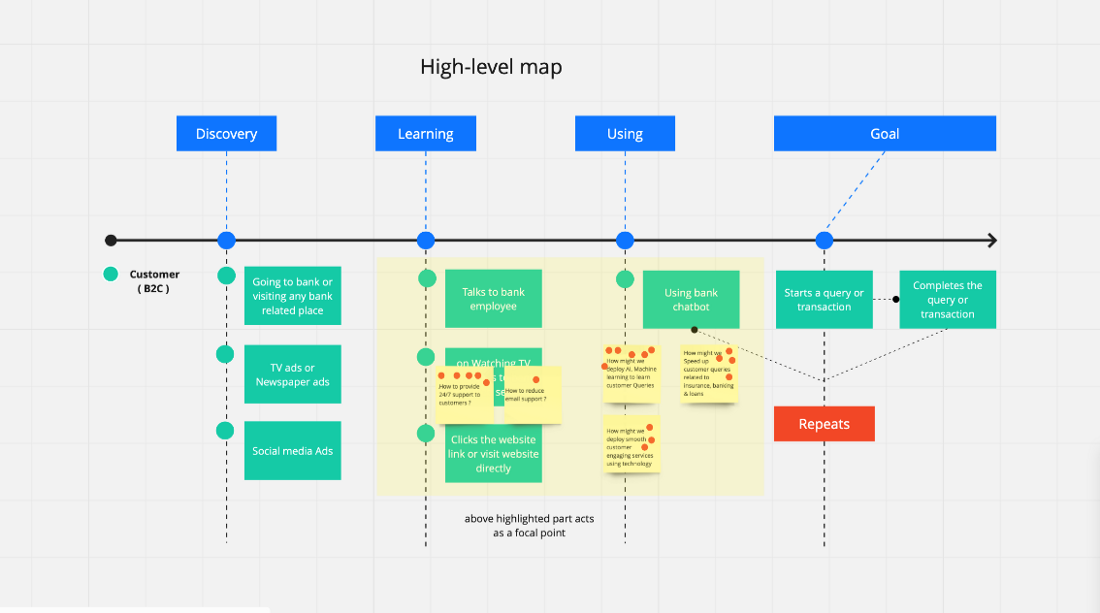 High-level map
Discovery
Learning
Using
Goal
Customer
( B2C )
Going to bank or
visiting any bank
related place
TV ads or
Newspaper ads
Social media Ads
Talks to bank
employee
on Watching TV
How to provide
24/7 support to
customers ?
How to reduce
email support ?
Clicks the website
link or visit website
directly
Using bank
chatbot
How might we
deploy AI, Machine
learning to learn
customer Queries
How might we
Speed up
customer queries
related to
insurance, banking
& loans
How might we
deploy smooth
customer
engaging services
using technology
Starts a query or
transaction
Completes the
query or
transaction
Repeats
above highlighted part acts
as a focal point